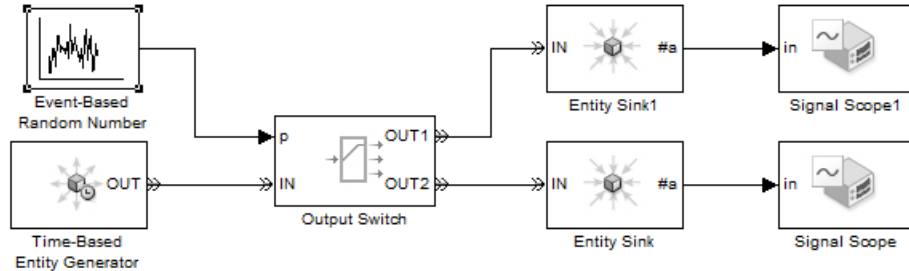 Event-Based
Random Number
OUT
Time-Based
Entity Generator
p
IN
OUT1
OUT2
Output Switch
IN
#a
Entity Sink1
in
Signal Scope1
IN
#a
Entity Sink
in
Signal Scope